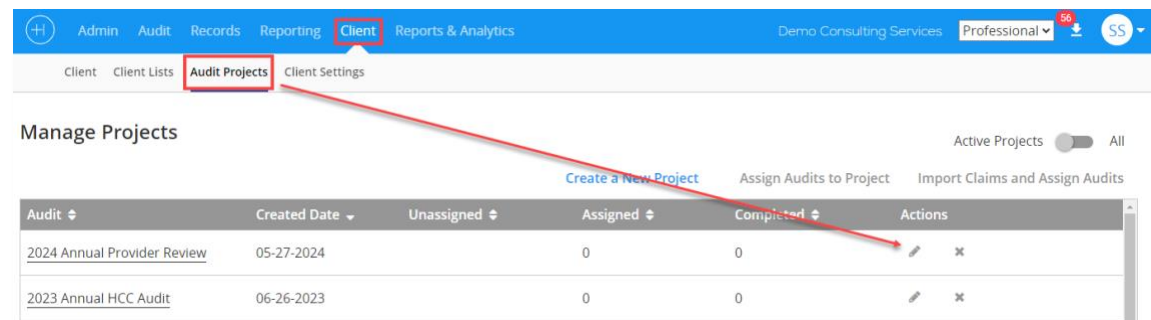 H Admin Audit Records Reporting Client Reports & Analytics Demo Consulting Services Professional 56 SS
Client Client Lists Audit Projects Client Settings
Manage Projects
Active Projects All
Create a New Project Assign Audits to Project Import Claims and Assign Audits
Audit Created Date Unassigned Assigned Completed Actions
2024 Annual Provider Review 05-27-2024 0 0
2023 Annual HCC Audit 06-26-2023 0 0